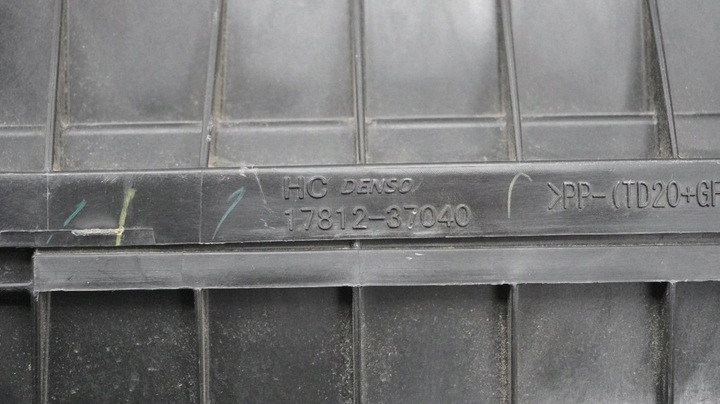 HC DENSO
17812-37040
>PP-(TD20+GF